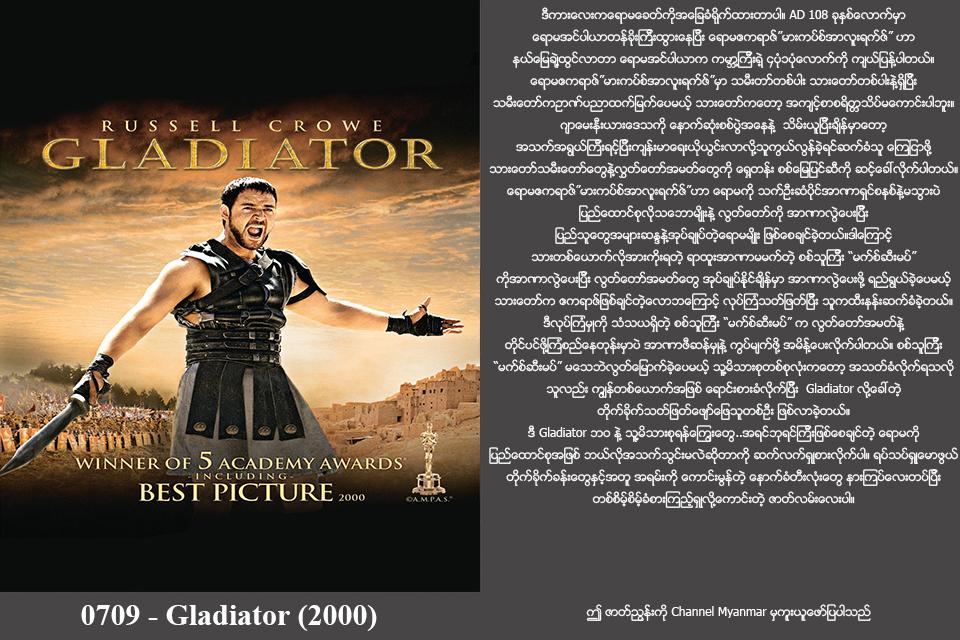 RUSSELL CROWE
GLADIATOR
WINNER OF 5 ACADEMY AWARDS®
- INCLUDING -
BEST PICTURE 2000
©A.M.P.A.S.™
0709 - Gladiator (2000)
ဒီကားလေးကရောမခေတ်ကိုအခြေခံရိုက်ထားတာပါ။ AD 108 ခုနှစ်လောက်မှာ
ရောမအင်ပါယာတန်ခိုးကြီးထွားနေပြီး ရောမဧကရာဇ်”မားကပ်စ်အာလူးရက်ဇ်” ဟာ
နယ်မြေချဲ့ထွင်လာတာ ရောမအင်ပါယာက ကမ္ဘာကြီးရဲ့ ၄ပုံ၁ပုံလောက်ကို ကျယ်ပြန့်ပါတယ်။
ရောမဧကရာဇ်”မားကပ်စ်အာလူးရက်ဇ်”မှာ သမီးတော်တစ်ပါး သားတော်တစ်ပါးနဲ့ရှိပြီး
သမီးတော်ကဉာဏ်ပညာထက်မြက်ပေမယ့် သားတော်ကတော့ အကျင့်စာရိတ္တသိပ်မကောင်းပါဘူး။
ဂျာမေးနီးယားဒေသကို နောက်ဆုံးစစ်ပွဲအနေနဲ့ သိမ်းယူပြီးချိန်မှာတော့
အသက်အရွယ်ကြီးရင့်ပြီးကျန်းမာရေးယိုယွင်းလာလို့သူကွယ်လွန်ခဲ့ရင်ဆက်ခံသူ ကြေငြာဖို့
သားတော်သမီးတော်တွေနဲ့လွှတ်တော်အမတ်တွေကို ရှေ့တန်း စစ်မြေပြင်ဆီကို ဆင့်ခေါ်လိုက်ပါတယ်။
ရောမဧကရာဇ်”မားကပ်စ်အာလူးရက်ဇ်”ဟာ ရောမကို သက်ဦးဆံပိုင်အာဏာရှင်စနစ်နဲ့မသွားပဲ
ပြည်ထောင်စုလိုသဘောမျိုးနဲ့ လွှတ်တော်ကို အာဏာလွှဲပေးပြီး
ပြည်သူတွေအများဆန္ဒနဲ့အုပ်ချုပ်တဲ့ရောမမျိုး ဖြစ်စေချင်ခဲ့တယ်။ဒါကြောင့်
သားတစ်ယောက်လိုအားကိုးရတဲ့ ရာထူးအာဏာမမက်တဲ့ စစ်သူကြီး “မက်စ်ဆီးမပ်”
ကိုအာဏာလွှဲပေးပြီး လွှတ်တော်အမတ်တွေ အုပ်ချုပ်နိုင်ချိန်မှာ အာဏာလွှဲပေးဖို့ ရည်ရွယ်ခဲ့ပေမယ့်
သားတော်က ဧကရာဇ်ဖြစ်ချင်တဲ့လောဘကြောင့် လုပ်ကြံသတ်ဖြတ်ပြီး သူကထီးနန်းဆက်ခံခဲ့တယ်။
ဒီလုပ်ကြံမှုကို သံသယရှိတဲ့ စစ်သူကြီး “မက်စ်ဆီးမပ်” က လွှတ်တော်အမတ်နဲ့
တိုင်ပင်ဖို့ကြံစည်နေတုန်းမှာပဲ အာဏာဖီဆန်မှုနဲ့ ကွပ်မျက်ဖို့ အမိန့်ပေးလိုက်ပါတယ်။ စစ်သူကြီး
“မက်စ်ဆီးမပ်” မသေဘဲလွတ်မြောက်ခဲ့ပေမယ့် သူ့မိသားစုတစ်စုလုံးကတော့ အသတ်ခံလိုက်ရသလို
သူလည်း ကျွန်တစ်ယောက်အဖြစ် ရောင်းစားခံလိုက်ပြီး Gladiator လို့ခေါ်တဲ့
တိုက်ခိုက်သတ်ဖြတ်ဖျော်ဖြေသူတစ်ဦး ဖြစ်လာခဲ့တယ်။
ဒီ Gladiator ဘဝ နဲ့ သူ့မိသားစုရန်ကြွေးတွေ..အရင်ဘုရင်ကြီးဖြစ်စေချင်တဲ့ ရောမကို
ပြည်ထောင်စုအဖြစ် ဘယ်လိုအသက်သွင်းမလဲဆိုတာကို ဆက်လက်ရှုစားလိုက်ပါ။ ရင်သပ်ရှုမောဖွယ်
တိုက်ခိုက်ခန်းတွေနှင့်အတူ အရမ်းကို ကောင်းမွန်တဲ့ နောက်ခံတီးလုံးတွေ နားကြပ်လေးတပ်ပြီး
တစ်စိမ့်စိမ့်ခံစားကြည့်ရှုလို့ကောင်းတဲ့ ဇာတ်လမ်းလေးပါ။
ဤ ဇာတ်ညွှန်းကို Channel Myanmar မှကူးယူဖော်ပြပါသည်